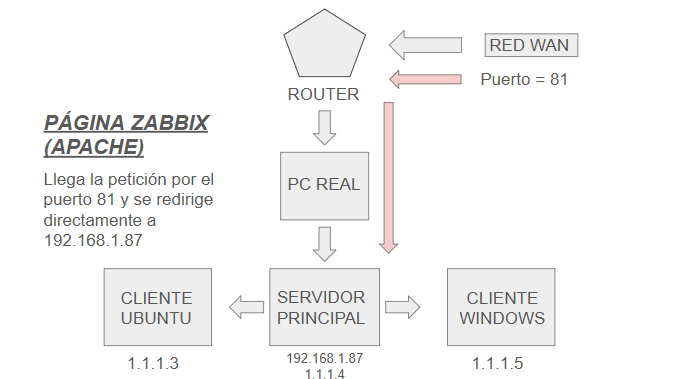 RED WAN
Puerto = 81
ROUTER
PÁGINA ZABBIX
(APACHE)
Llega la petición por el
puerto 81 y se redirige
directamente a
192.168.1.87
PC REAL
CLIENTE
UBUNTU
1.1.1.3
SERVIDOR
PRINCIPAL
192.168.1.87
1.1.1.4
CLIENTE
WINDOWS
1.1.1.5